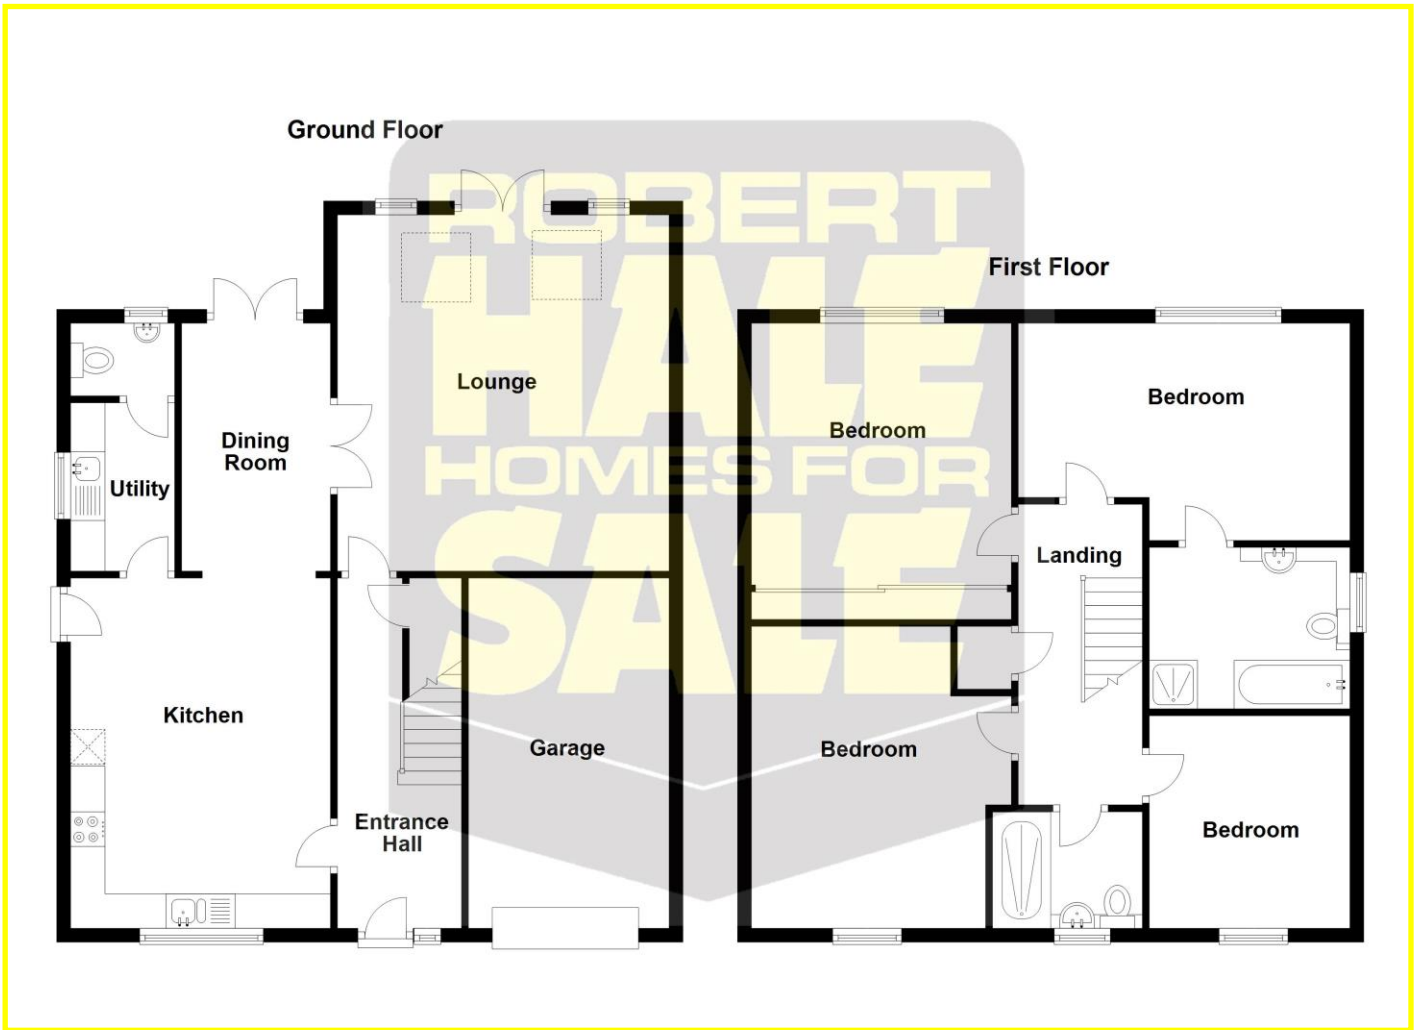 Ground Floor
ROBERT
HALE
HOMES FOR
SALE
Lounge
Dining
Room
Utility
Kitchen
Entrance
Hall
Garage
First Floor
Bedroom
Bedroom
Landing
Bedroom
Bedroom